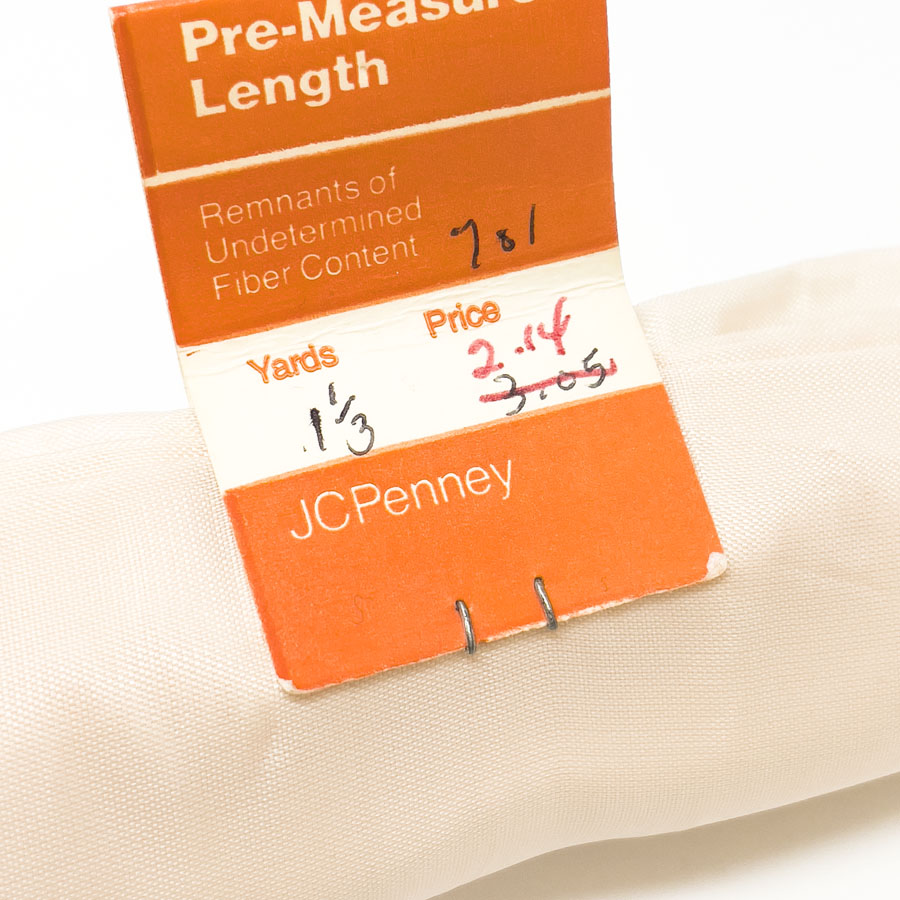 Pre-Measure
Length
Remnants of
Undetermined
Fiber Content 781
Yards Price
2.14
1 1/3 3.05
JCPenney